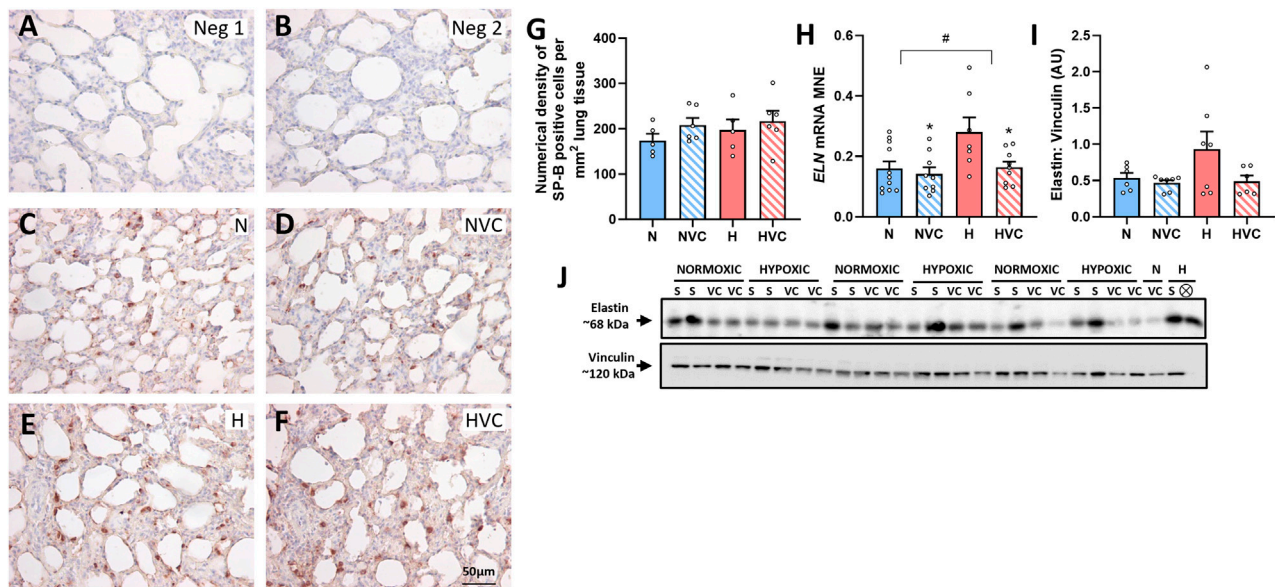 A
Neg 1
B
Neg 2
C
N
D
NVC
E
H
F
HVC
50µm
G
Numerical density of
SP-B positive cells per
mm² lung tissue
400
300
200
100
0
N NVC H HVC
H
ELN mRNA MNE
0.6
0.4
0.2
0.0
#
* *
N NVC H HVC
I
Elastin: Vinculin (AU)
2.5
2.0
1.5
1.0
0.5
0.0
N NVC H HVC
J
NORMOXIC HYPOXIC NORMOXIC HYPOXIC NORMOXIC HYPOXIC N H
S S VC VC S S VC VC S S VC VC S S VC VC S S VC VC S S VC VC VC S ⊗
Elastin
~68 kDa
Vinculin
~120 kDa